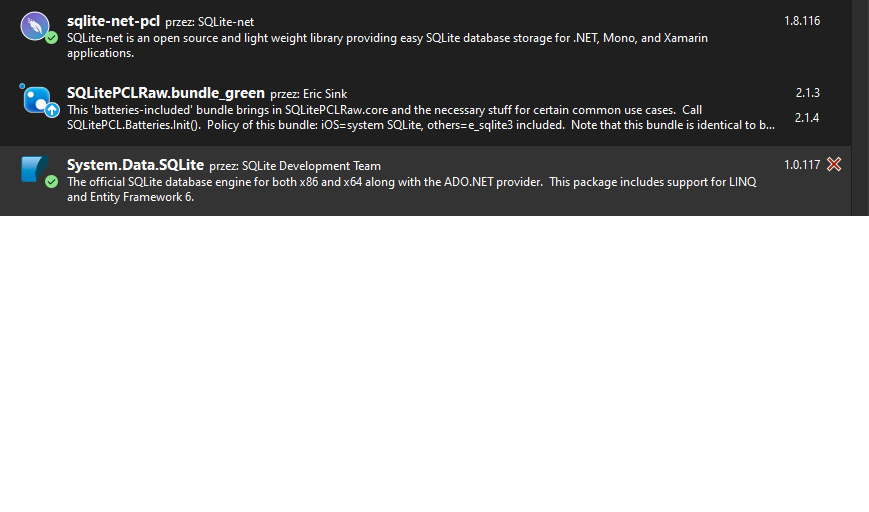 sqlite-net-pcl przez: SQLite-net 1.8.116
SQLite-net is an open source and light weight library providing easy SQLite database storage for .NET, Mono, and Xamarin
applications.
SQLitePCLRaw.bundle_green przez: Eric Sink 2.1.3
This 'batteries-included' bundle brings in SQLitePCLRaw.core and the necessary stuff for certain common use cases. Call
SQLitePCL.Batteries.Init(). Policy of this bundle: iOS=system SQLite, others=e_sqlite3 included. Note that this bundle is identical to b... 2.1.4
System.Data.SQLite przez: SQLite Development Team 1.0.117
The official SQLite database engine for both x86 and x64 along with the ADO.NET provider. This package includes support for LINQ
and Entity Framework 6.